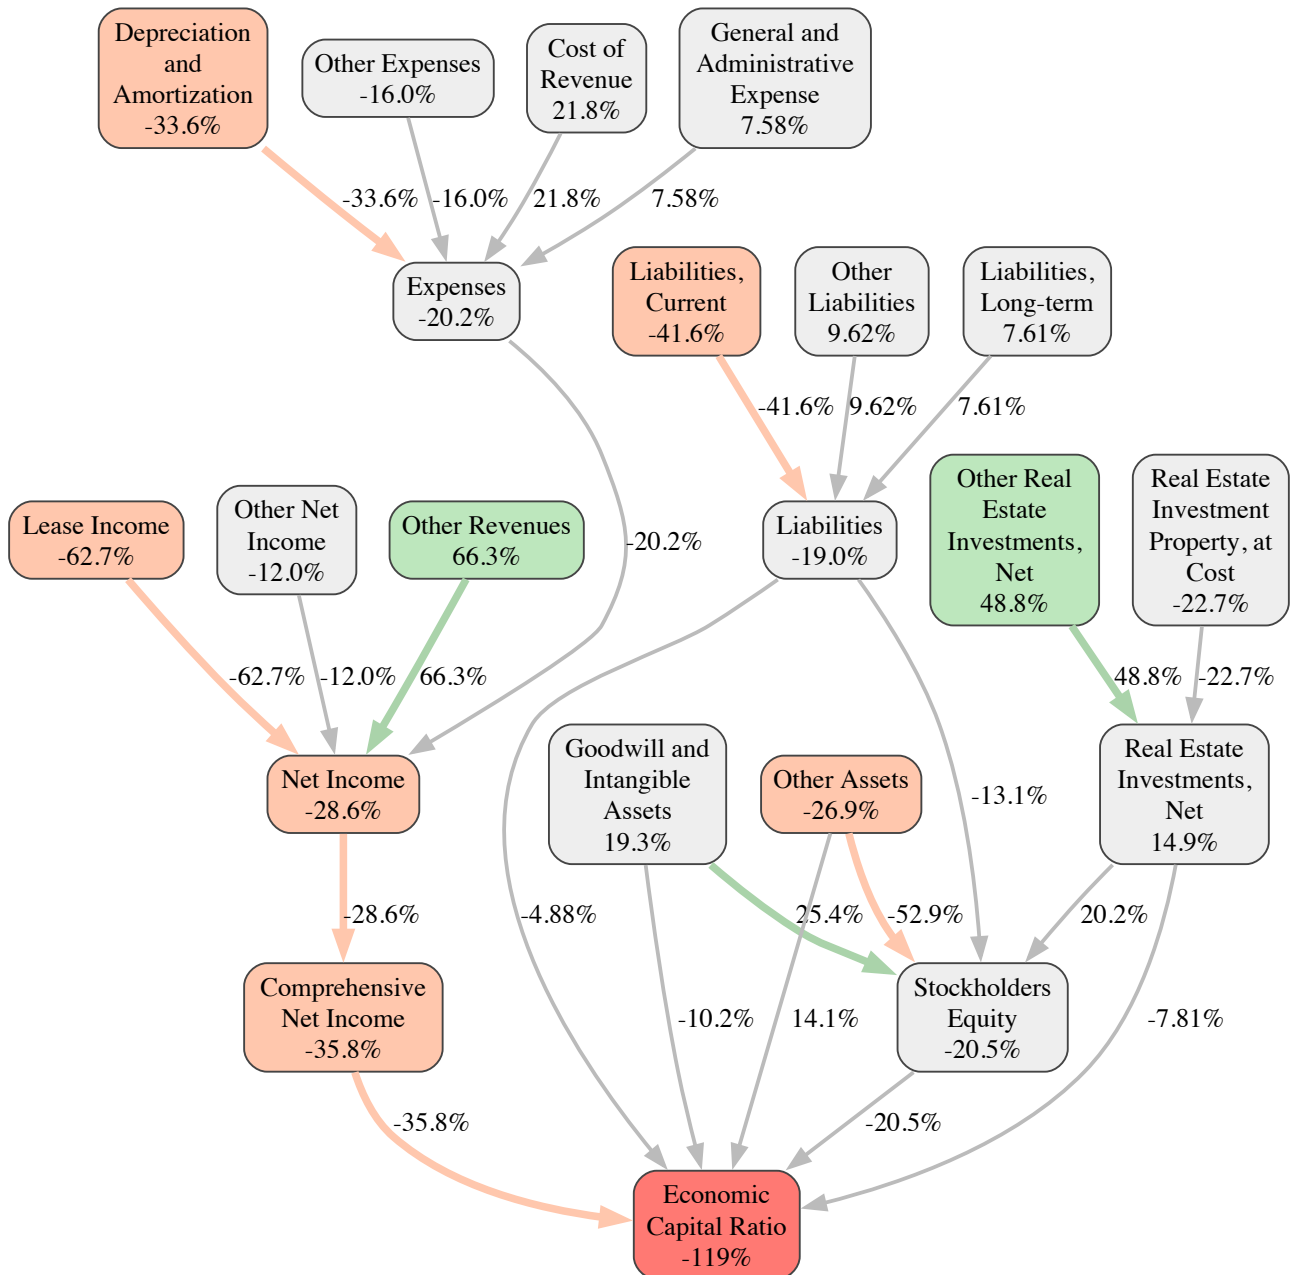 Depreciation
and
Amortization
-33.6%
Other Expenses
-16.0%
Cost of
Revenue
21.8%
General and
Administrative
Expense
7.58%
-33.6%
-16.0%
21.8%
7.58%
Expenses
-20.2%
Liabilities,
Current
-41.6%
Other
Liabilities
9.62%
Liabilities,
Long-term
7.61%
-41.6%
9.62%
7.61%
Lease Income
-62.7%
Other Net
Income
-12.0%
Other Revenues
66.3%
-20.2%
Liabilities
-19.0%
Other Real
Estate
Investments,
Net
48.8%
Real Estate
Investment
Property, at
Cost
-22.7%
-62.7%
-12.0%
66.3%
48.8%
-22.7%
Net Income
-28.6%
Goodwill and
Intangible
Assets
19.3%
Other Assets
-26.9%
-13.1%
Real Estate
Investments,
Net
14.9%
-28.6%
-4.88%
25.4%
-52.9%
20.2%
Comprehensive
Net Income
-35.8%
-10.2%
14.1%
Stockholders
Equity
-20.5%
-7.81%
-35.8%
-20.5%
Economic
Capital Ratio
-119%